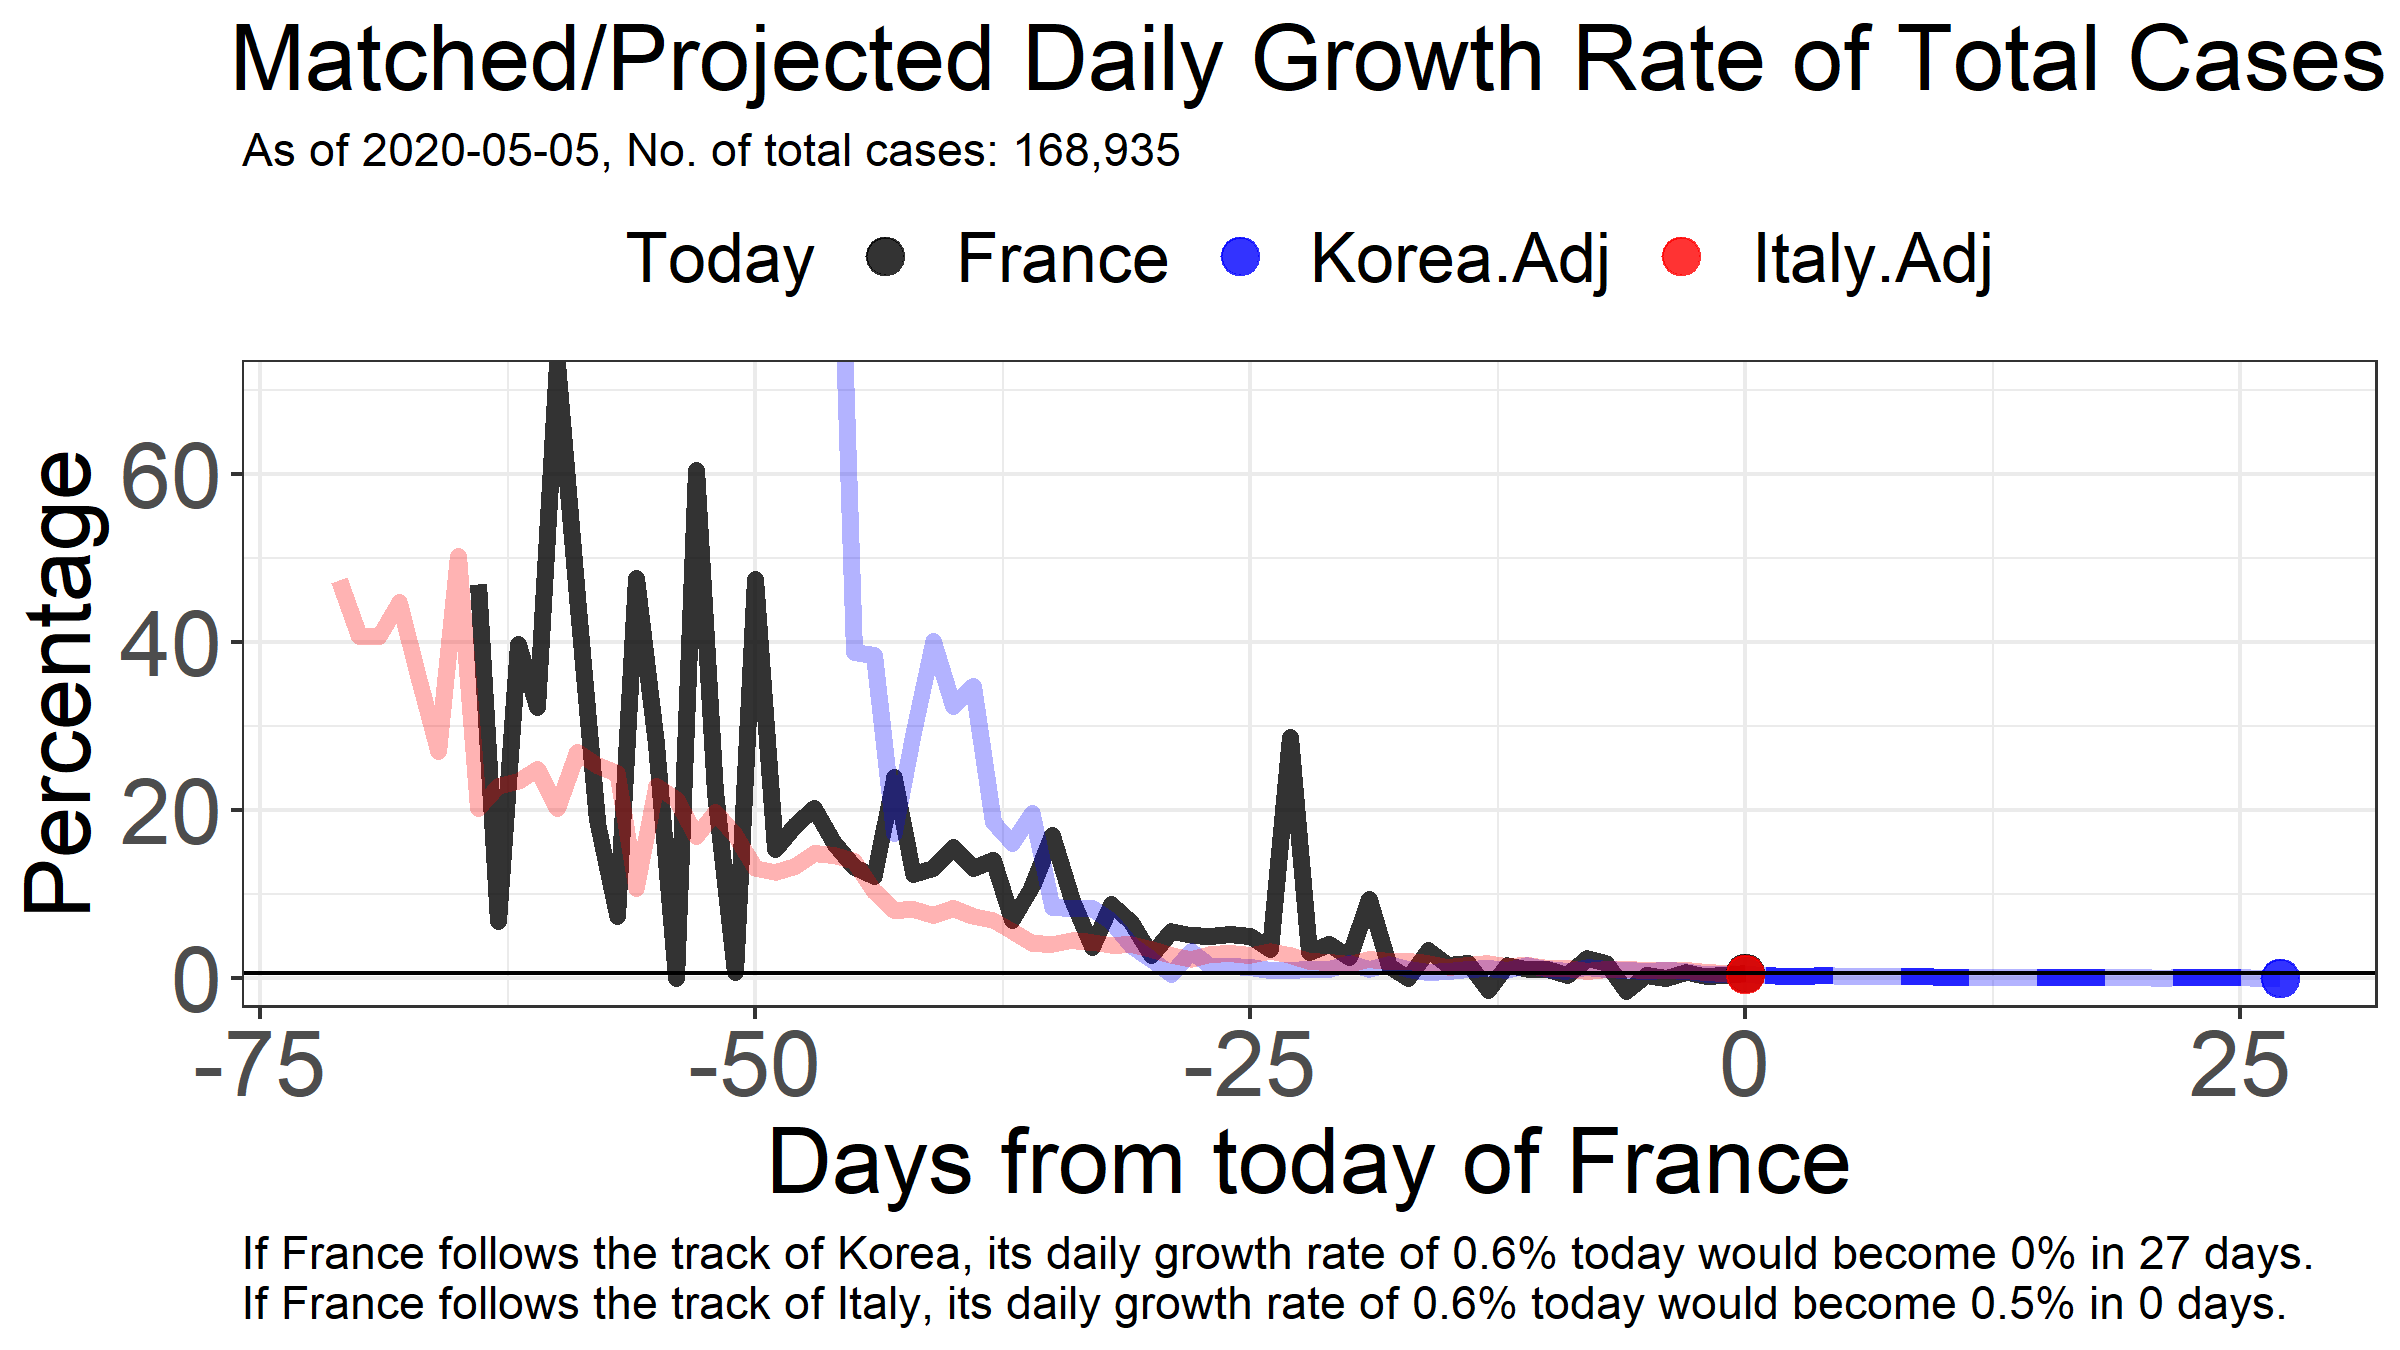 Matched/Projected Daily Growth Rate of Total Cases
As of 2020-05-05, No. of total cases: 168,935
Today France Korea.Adj Italy.Adj
Percentage
60
40
20
0
-75 -50 -25 0 25
Days from today of France
If France follows the track of Korea, its daily growth rate of 0.6% today would become 0% in 27 days.
If France follows the track of Italy, its daily growth rate of 0.6% today would become 0.5% in 0 days.